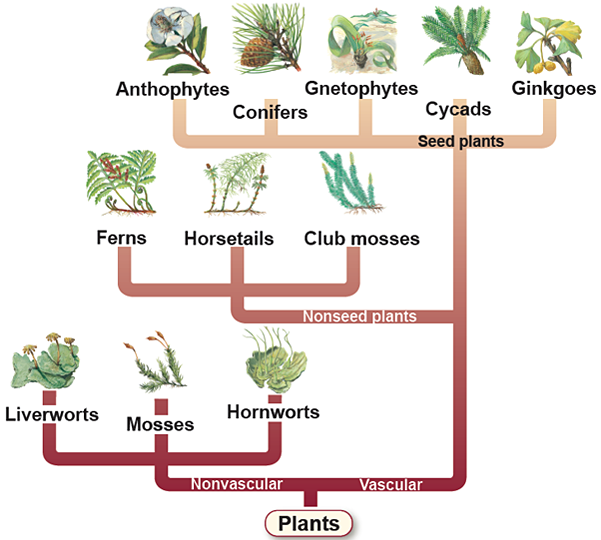 Anthophytes
Conifers
Gnetophytes
Cycads
Ginkgoes
Seed plants
Ferns
Horsetails
Club mosses
Nonseed plants
Liverworts
Mosses
Hornworts
Nonvascular
Vascular
Plants